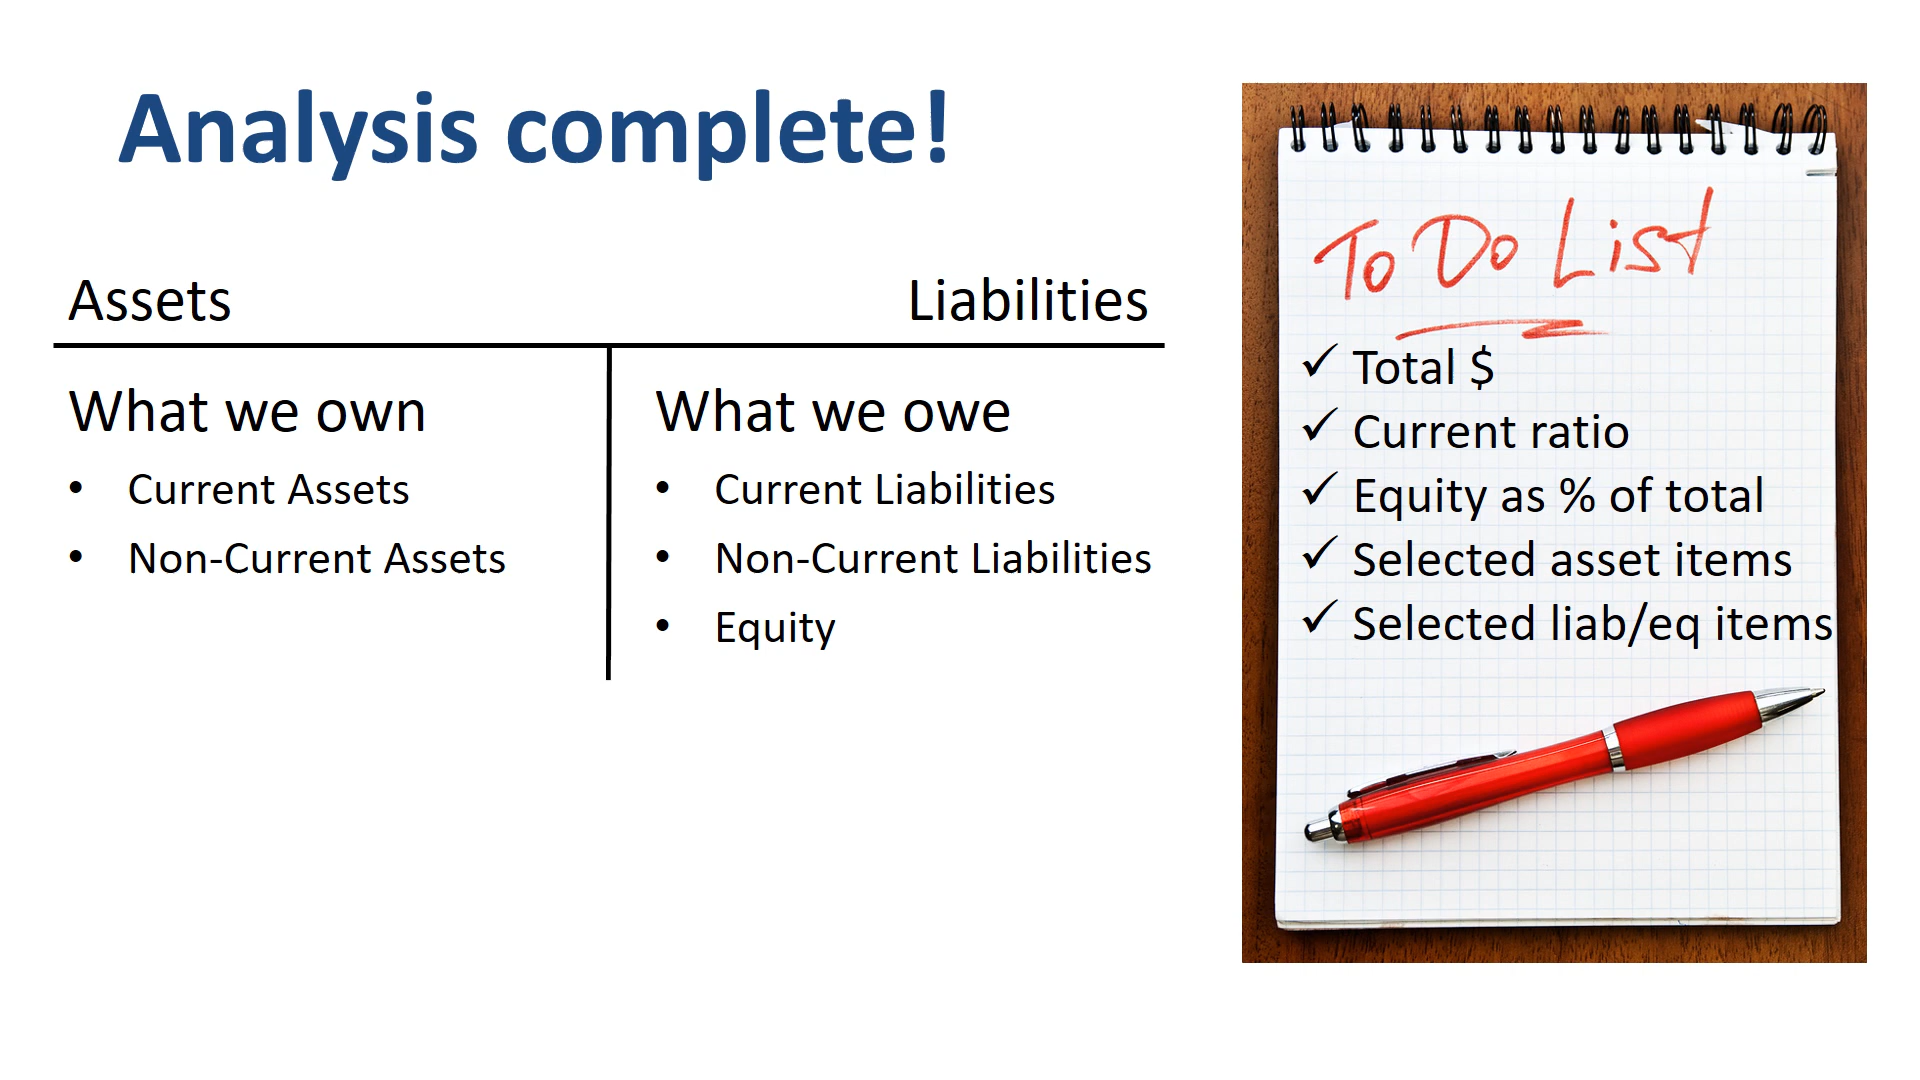 Analysis complete!
Assets
Liabilities
What we own
• Current Assets
• Non-Current Assets
What we owe
• Current Liabilities
• Non-Current Liabilities
• Equity
To Do List
✓ Total $
✓ Current ratio
✓ Equity as % of total
✓ Selected asset items
✓ Selected liab/eq items